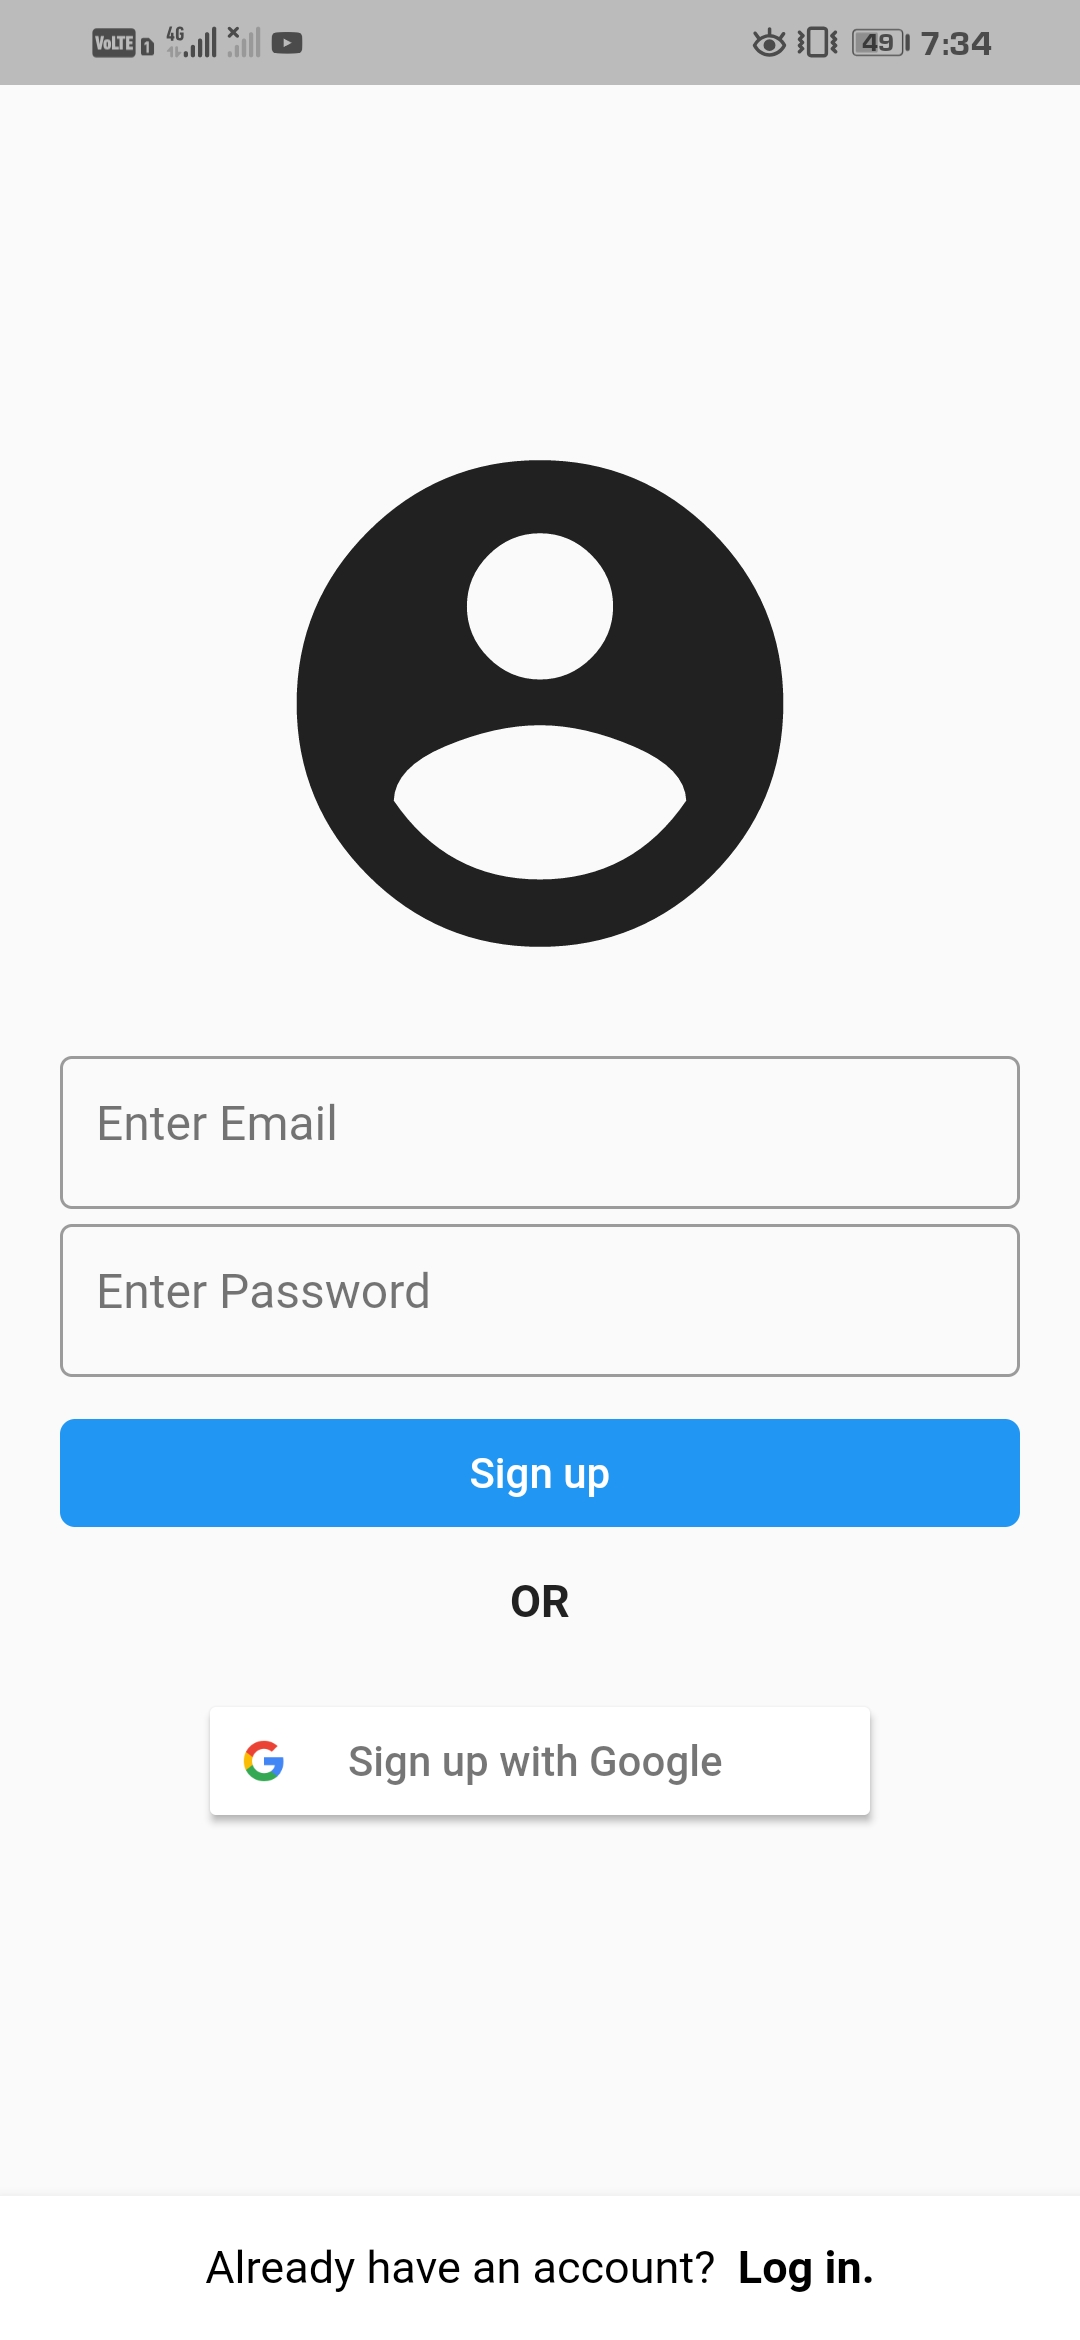 VoLTE 1 4G 49 7:34
Enter Email
Enter Password
Sign up
OR
Sign up with Google
Already have an account? Log in.